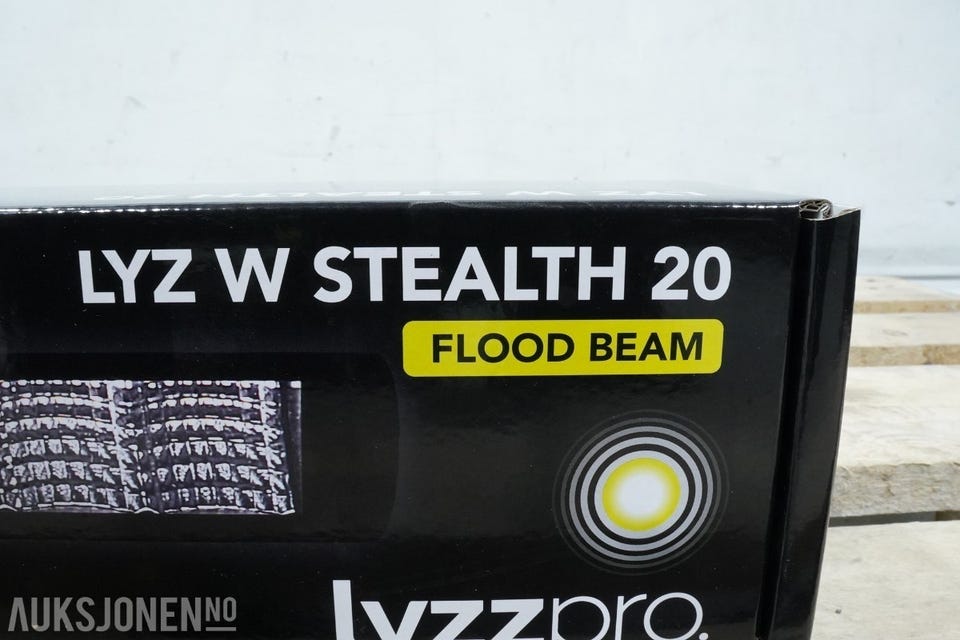 LYZ W STEALTH 20
FLOOD BEAM
lyzzpro.
AUKSJONEN NO